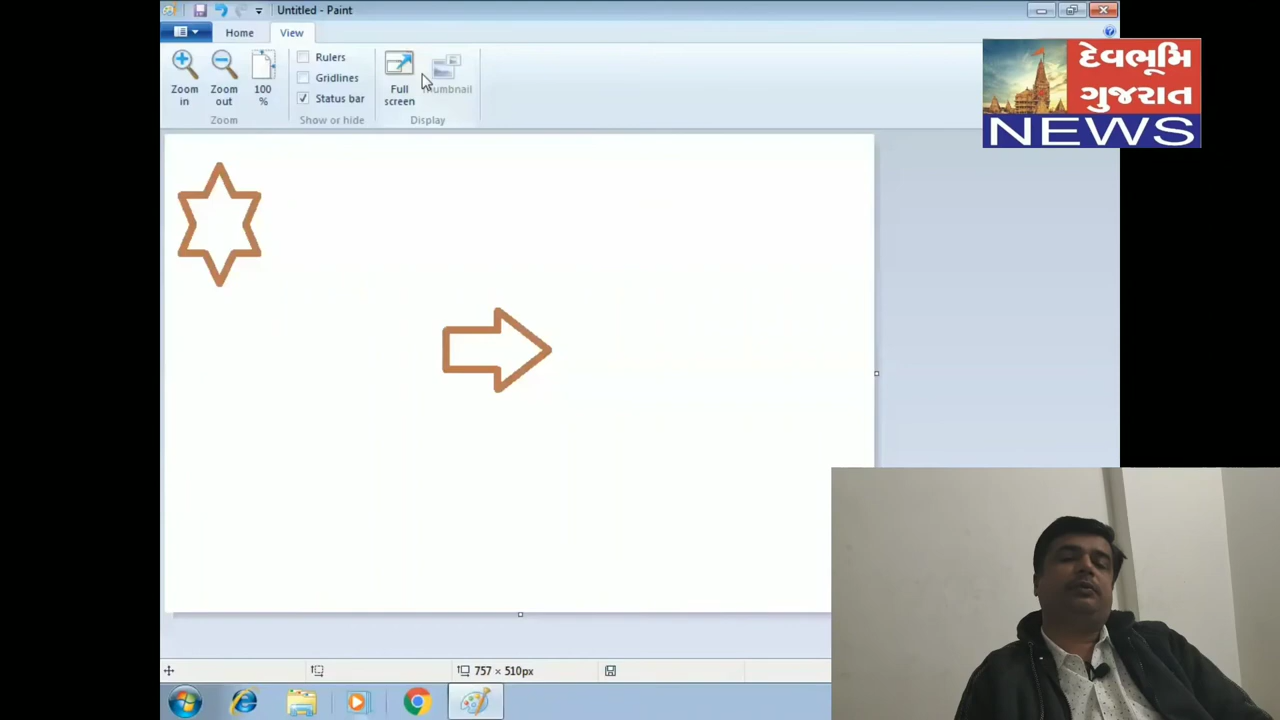 Untitled - Paint
Home
View
Zoom in
Zoom out
100 %
Rulers
Gridlines
Status bar
Full screen
Thumbnail
Zoom
Show or hide
Display
દેવભૂમિ
ગુજરાત
NEWS
757 × 510px